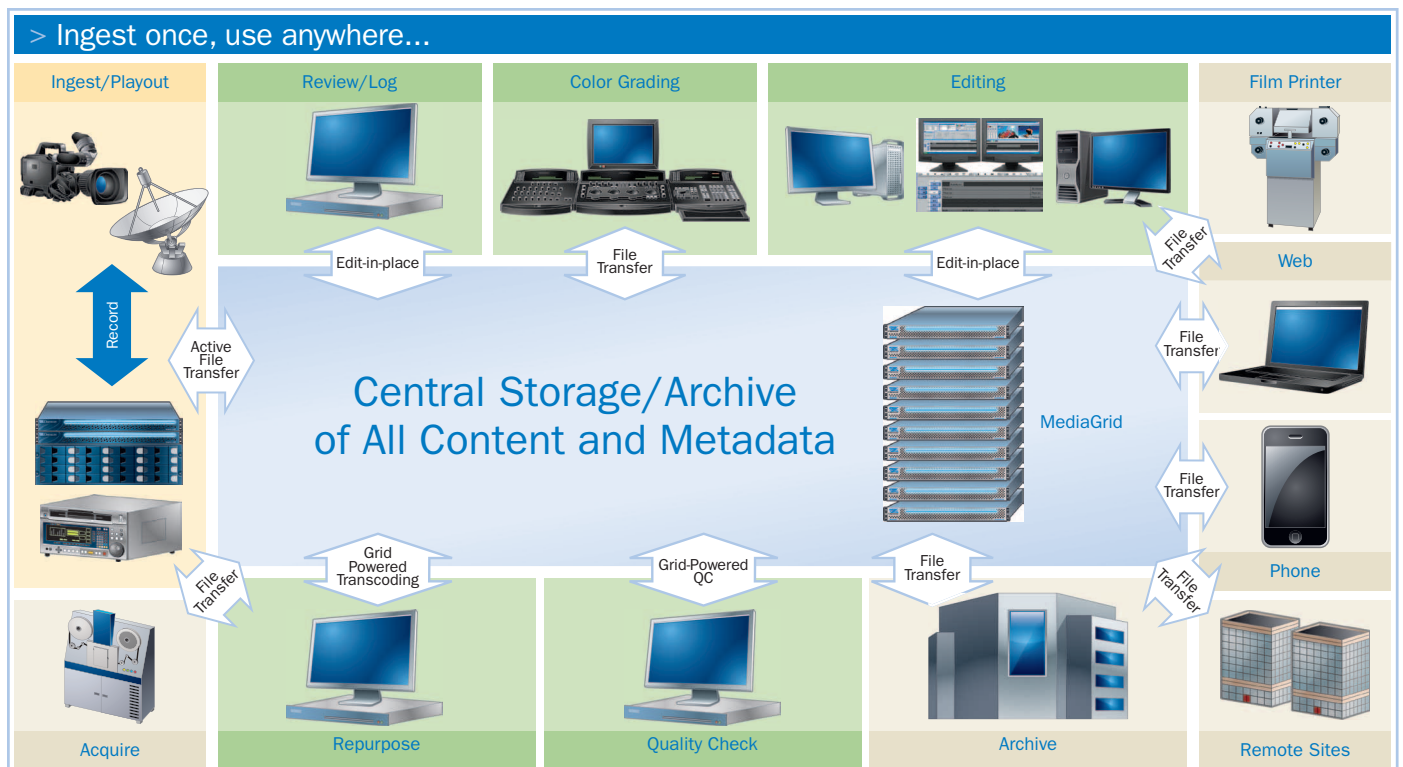 > Ingest once, use anywhere...
Ingest/Playout
Review/Log
Color Grading
Editing
Film Printer
Edit-in-place
File
Transfer
Edit-in-place
File
Transfer
Web
Record
Active
File
Transfer
File
Transfer
Central Storage/Archive
of All Content and Metadata
MediaGrid
File
Transfer
Phone
File
Transfer
Grid
Powered
Transcoding
Grid-Powered
QC
File
Transfer
File
Transfer
Acquire
Repurpose
Quality Check
Archive
Remote Sites